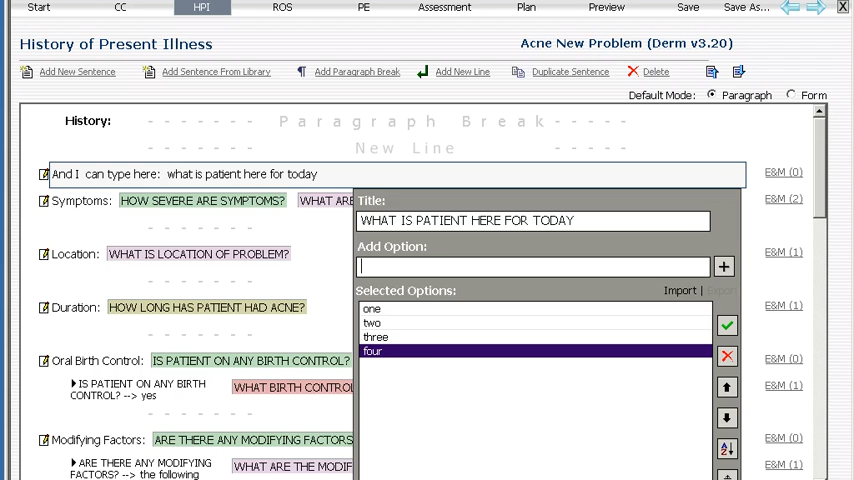 Start CC HPI ROS PE Assessment Plan Preview Save Save As... X
History of Present Illness Acne New Problem (Derm v3.20)
Add New Sentence Add Sentence From Library ¶ Add Paragraph Break Add New Line Duplicate Sentence Delete
Default Mode: Paragraph Form
History: - - - - - - - Paragraph Break - - - - -
- - - - - - - New Line - - - - - - -
And I can type here: what is patient here for today E&M (0)
Symptoms: HOW SEVERE ARE SYMPTOMS? WHAT ARE E&M (2)
Title:
WHAT IS PATIENT HERE FOR TODAY
Add Option:
Location: WHAT IS LOCATION OF PROBLEM? E&M (1)
Selected Options: Import | Export
Duration: HOW LONG HAS PATIENT HAD ACNE? E&M (1)
one
two
three
four
Oral Birth Control: IS PATIENT ON ANY BIRTH CONTROL? E&M (0)
IS PATIENT ON ANY BIRTH CONTROL? --> yes WHAT BIRTH CONTROL E&M (1)
Modifying Factors: ARE THERE ANY MODIFYING FACTORS E&M (0)
ARE THERE ANY MODIFYING FACTORS? --> the following WHAT ARE THE MODIF E&M (1)